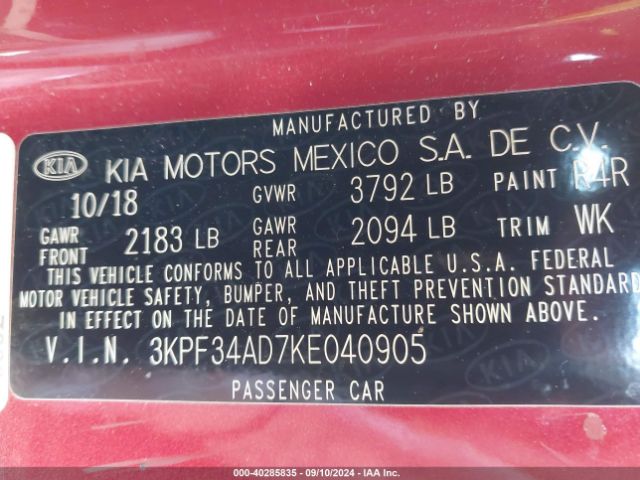 MANUFACTURED BY
KIA KIA MOTORS MEXICO S.A. DE C.V.
10/18 GVWR 3792 LB PAINT R4R
GAWR FRONT 2183 LB GAWR REAR 2094 LB TRIM WK
THIS VEHICLE CONFORMS TO ALL APPLICABLE U.S.A. FEDERAL
MOTOR VEHICLE SAFETY, BUMPER, AND THEFT PREVENTION STANDARD
IN EFFECT ON THE DATE OF MANUFACTURE SHOWN ABOVE.
V.I.N. 3KPF34AD7KE040905
PASSENGER CAR
000-40285835 - 09/10/2024 - IAA Inc.